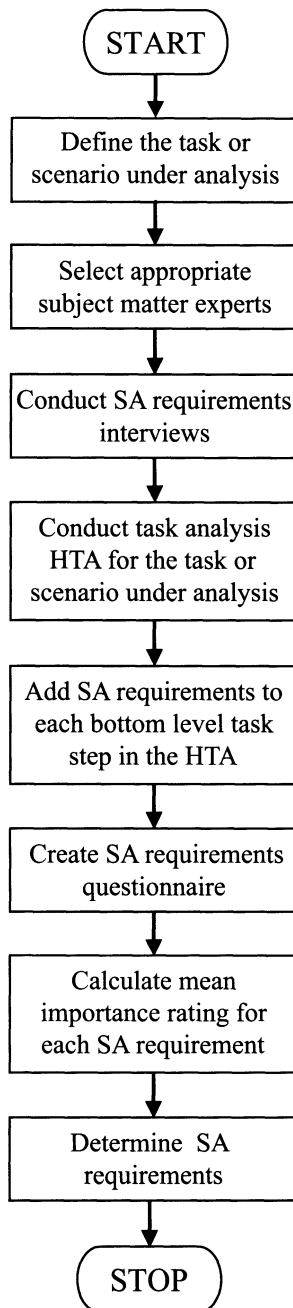 START
Define the task or
scenario under analysis
Select appropriate
subject matter experts
Conduct SA requirements
interviews
Conduct task analysis
HTA for the task or
scenario under analysis
Add SA requirements to
each bottom level task
step in the HTA
Create SA requirements
questionnaire
Calculate mean
importance rating for
each SA requirement
Determine SA
requirements
STOP